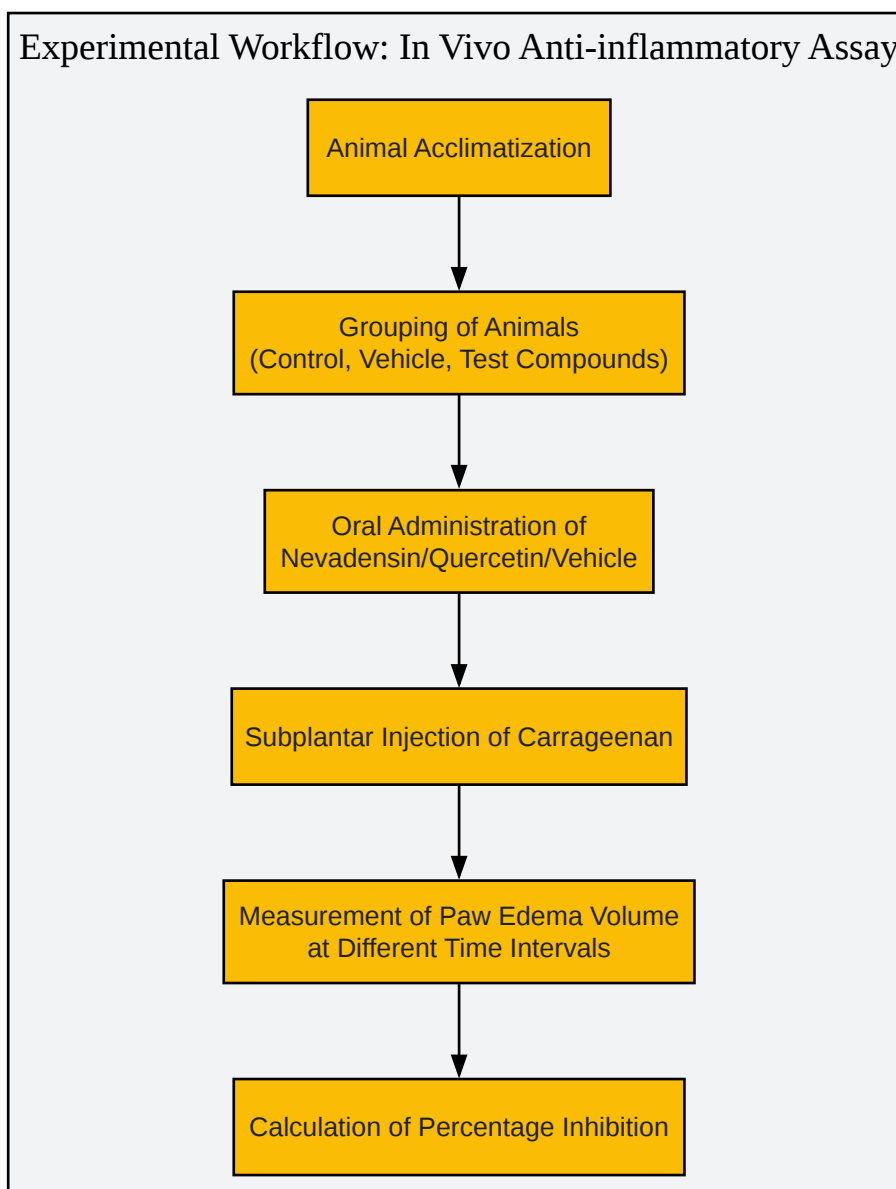 Experimental Workflow: In Vivo Anti-inflammatory Assay
Animal Acclimatization
Grouping of Animals
(Control, Vehicle, Test Compounds)
Oral Administration of
Nevadensin/Quercetin/Vehicle
Subplantar Injection of Carrageenan
Measurement of Paw Edema Volume
at Different Time Intervals
Calculation of Percentage Inhibition